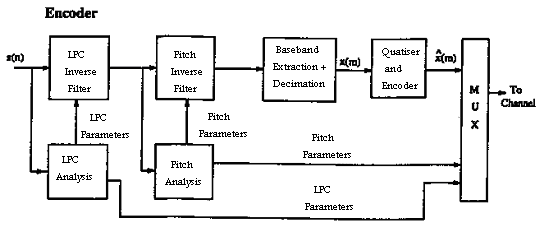 Encoder
s(n)
LPC
Inverse
Filter
Pitch
Inverse
Filter
Baseband
Extraction +
Decimation
x(m)
Quatiser
and
Encoder
x̂(m)
M
U
X
To
Channel
LPC
Parameters
Pitch
Parameters
LPC
Analysis
Pitch
Analysis
Pitch
Parameters
LPC
Parameters